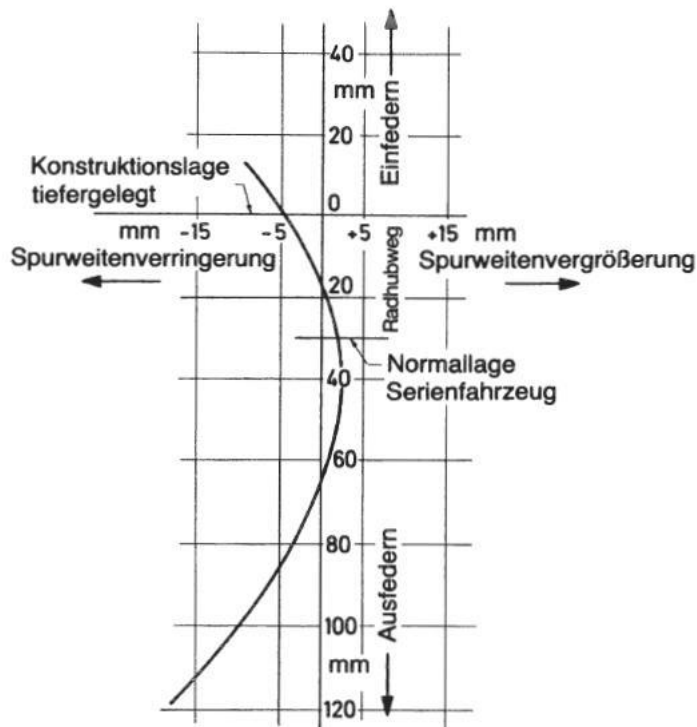 40
mm
Einfedern
20
Konstruktionslage
tiefergelegt
0
mm -15 -5 +5 +15 mm
Spurweitenverringerung
Radhubweg
Spurweitenvergrößerung
20
Normallage
Serienfahrzeug
40
60
80
Ausfedern
100
mm
120